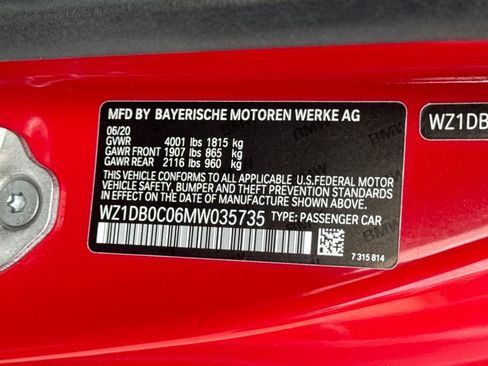 MFD BY BAYERISCHE MOTOREN WERKE AG
06/20
GVWR 4001 lbs 1815 kg
GAWR FRONT 1907 lbs 865 kg
GAWR REAR 2116 lbs 960 kg
THIS VEHICLE CONFORMS TO ALL APPLICABLE U.S.FEDERAL MOTOR
VEHICLE SAFETY, BUMPER, AND THEFT PREVENTION STANDARDS
IN EFFECT ON THE DATE OF MANUFACTURE SHOWN ABOVE.
WZ1DB0C06MW035735 TYPE: PASSENGER CAR
7 315 814
WZ1DB
BMW